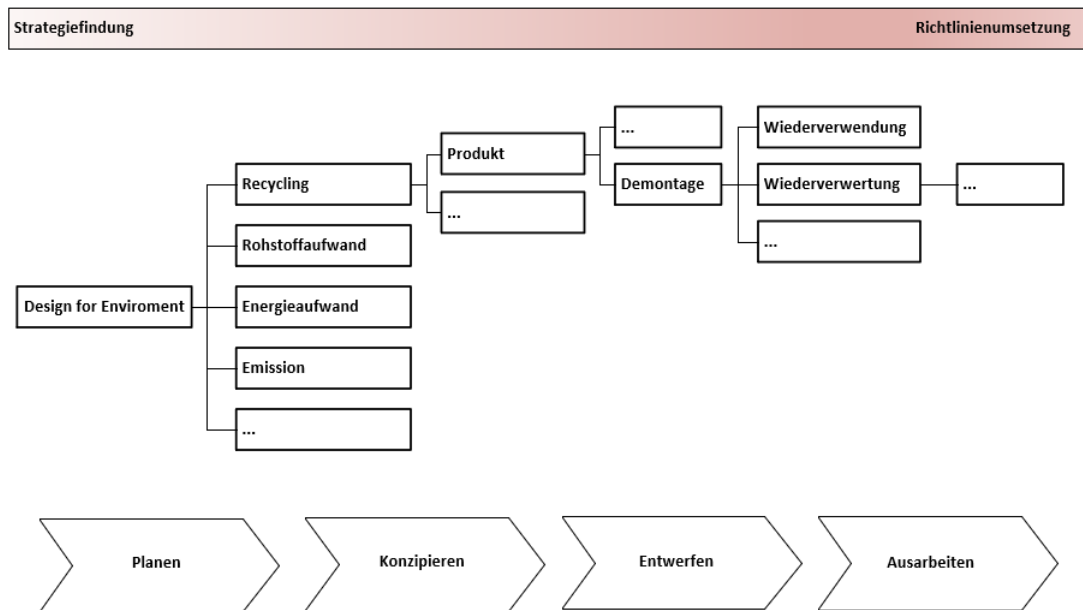 Strategiefindung
Richtlinienumsetzung
...
Wiederverwendung
Produkt
Recycling
Demontage
Wiederverwertung
...
...
Rohstoffaufwand
...
Design for Enviroment
Energieaufwand
Emission
...
Planen
Konzipieren
Entwerfen
Ausarbeiten